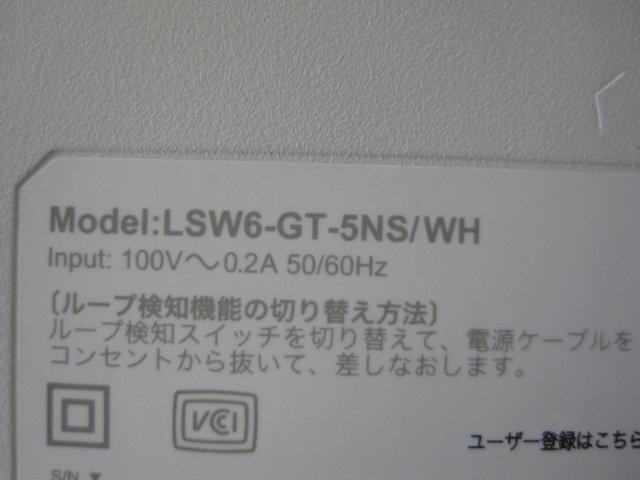 Model:LSW6-GT-5NS/WH
Input: 100V～0.2A 50/60Hz
〔ループ検知機能の切り替え方法〕
ループ検知スイッチを切り替えて、電源ケーブルを
コンセントから抜いて、差しなおします。
VCCI
ユーザー登録はこちら
S/N ▼